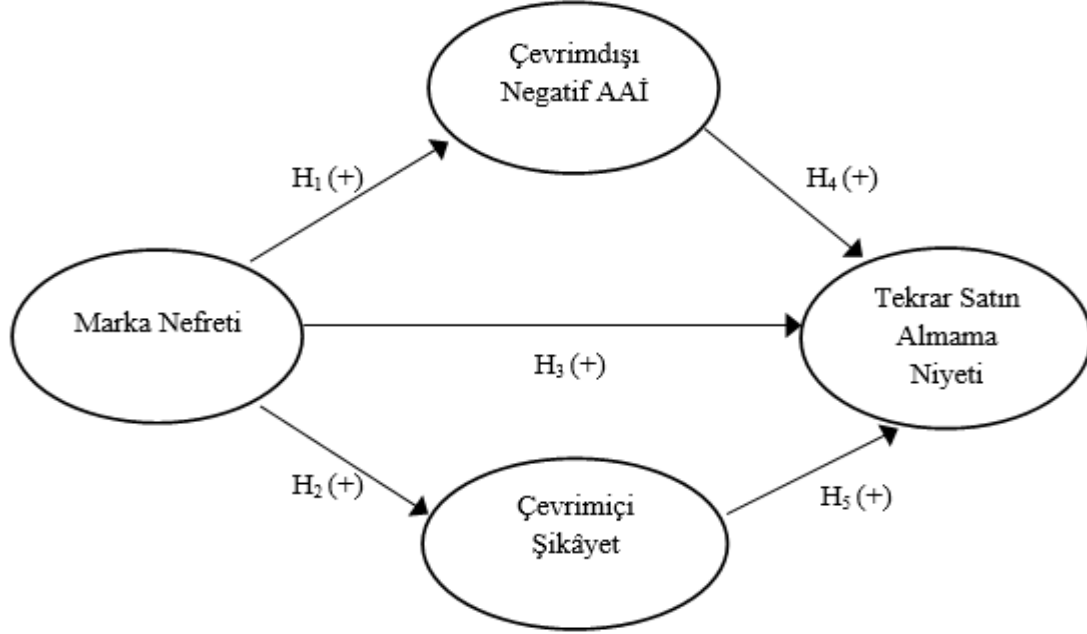 Çevrimdışı
Negatif AAİ
H₁ (+)
H₄ (+)
Marka Nefreti
Tekrar Satın
Almama
Niyeti
H₃ (+)
H₂ (+)
Çevrimiçi
Şikâyet
H₅ (+)